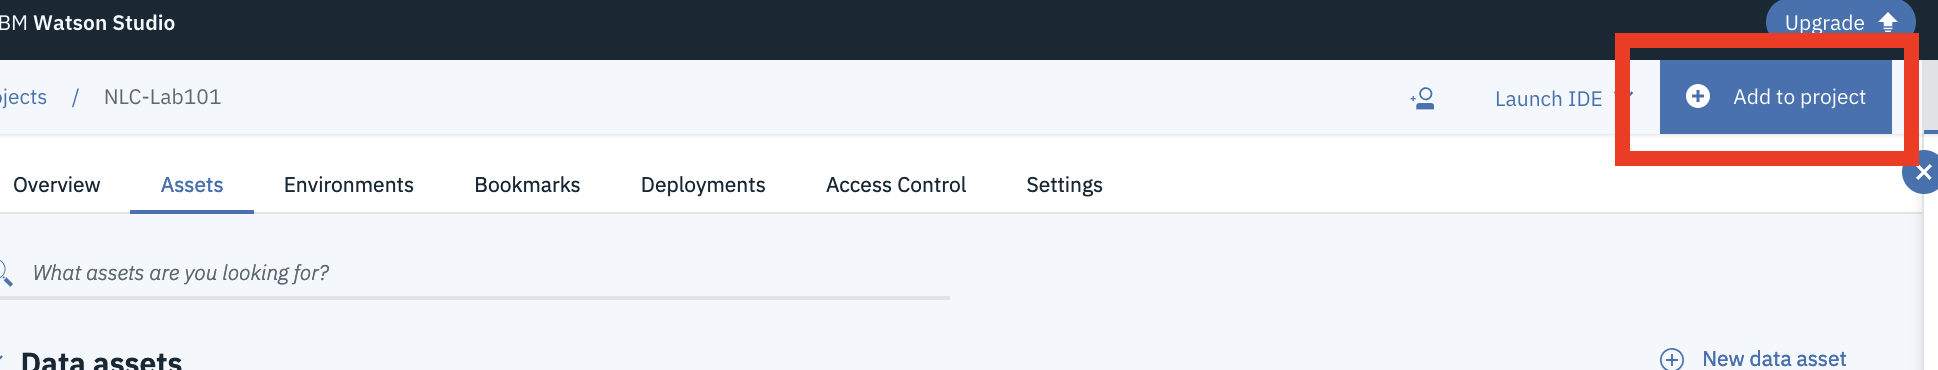 BM Watson Studio
Upgrade
jects / NLC-Lab101
Launch IDE
Add to project
Overview Assets Environments Bookmarks Deployments Access Control Settings
What assets are you looking for?
Data assets
New data asset